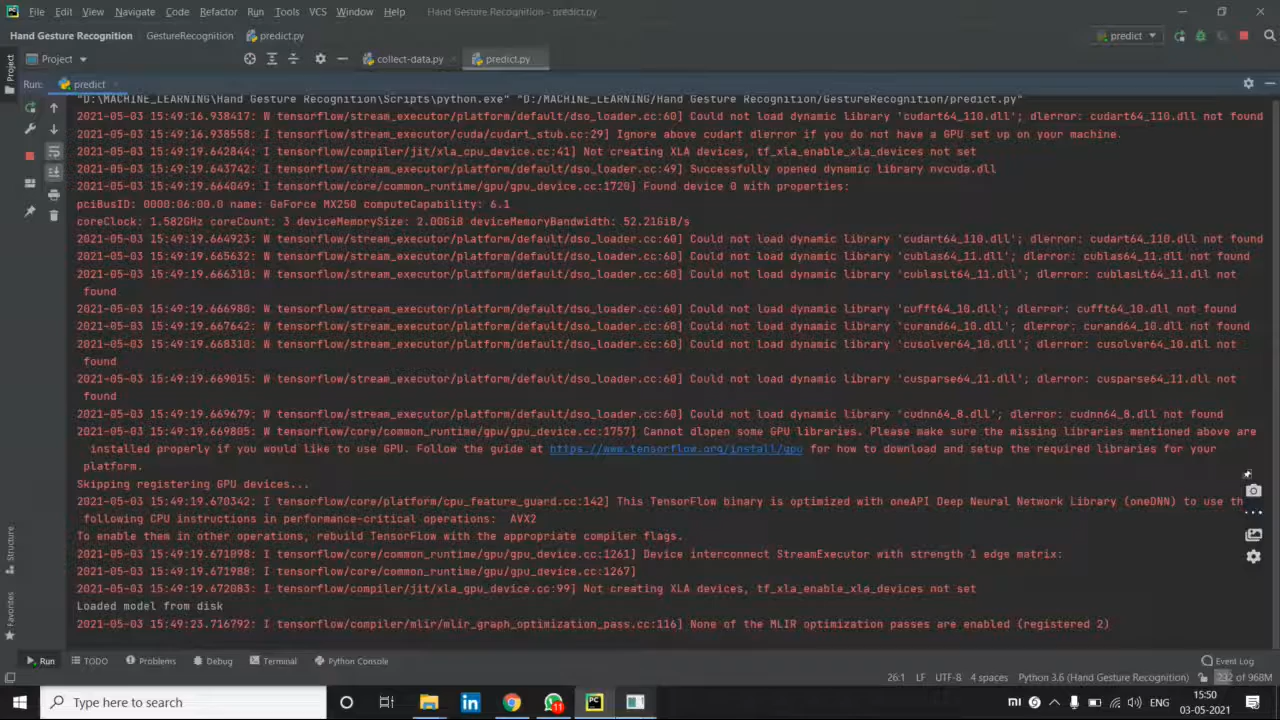 File Edit View Navigate Code Refactor Run Tools VCS Window Help Hand Gesture Recognition - predict.py
Hand Gesture Recognition GestureRecognition predict.py predict
Project collect-data.py predict.py
Project
Run: predict
"D:\MACHINE_LEARNING\Hand Gesture Recognition\Scripts\python.exe" "D:/MACHINE_LEARNING/Hand Gesture Recognition/GestureRecognition/predict.py"
2021-05-03 15:49:16.938417: W tensorflow/stream_executor/platform/default/dso_loader.cc:60] Could not load dynamic library 'cudart64_110.dll'; dlerror: cudart64_110.dll not found
2021-05-03 15:49:16.938558: I tensorflow/stream_executor/cuda/cudart_stub.cc:29] Ignore above cudart dlerror if you do not have a GPU set up on your machine.
2021-05-03 15:49:19.642844: I tensorflow/compiler/jit/xla_cpu_device.cc:41] Not creating XLA devices, tf_xla_enable_xla_devices not set
2021-05-03 15:49:19.643742: I tensorflow/stream_executor/platform/default/dso_loader.cc:49] Successfully opened dynamic library nvcuda.dll
2021-05-03 15:49:19.664049: I tensorflow/core/common_runtime/gpu/gpu_device.cc:1720] Found device 0 with properties:
pciBusID: 0000:06:00.0 name: GeForce MX250 computeCapability: 6.1
coreClock: 1.582GHz coreCount: 3 deviceMemorySize: 2.00GiB deviceMemoryBandwidth: 52.21GiB/s
2021-05-03 15:49:19.664923: W tensorflow/stream_executor/platform/default/dso_loader.cc:60] Could not load dynamic library 'cudart64_110.dll'; dlerror: cudart64_110.dll not found
2021-05-03 15:49:19.665632: W tensorflow/stream_executor/platform/default/dso_loader.cc:60] Could not load dynamic library 'cublas64_11.dll'; dlerror: cublas64_11.dll not found
2021-05-03 15:49:19.666310: W tensorflow/stream_executor/platform/default/dso_loader.cc:60] Could not load dynamic library 'cublasLt64_11.dll'; dlerror: cublasLt64_11.dll not
found
2021-05-03 15:49:19.666980: W tensorflow/stream_executor/platform/default/dso_loader.cc:60] Could not load dynamic library 'cufft64_10.dll'; dlerror: cufft64_10.dll not found
2021-05-03 15:49:19.667642: W tensorflow/stream_executor/platform/default/dso_loader.cc:60] Could not load dynamic library 'curand64_10.dll'; dlerror: curand64_10.dll not found
2021-05-03 15:49:19.668310: W tensorflow/stream_executor/platform/default/dso_loader.cc:60] Could not load dynamic library 'cusolver64_10.dll'; dlerror: cusolver64_10.dll not
found
2021-05-03 15:49:19.669015: W tensorflow/stream_executor/platform/default/dso_loader.cc:60] Could not load dynamic library 'cusparse64_11.dll'; dlerror: cusparse64_11.dll not
found
2021-05-03 15:49:19.669679: W tensorflow/stream_executor/platform/default/dso_loader.cc:60] Could not load dynamic library 'cudnn64_8.dll'; dlerror: cudnn64_8.dll not found
2021-05-03 15:49:19.669805: W tensorflow/core/common_runtime/gpu/gpu_device.cc:1757] Cannot dlopen some GPU libraries. Please make sure the missing libraries mentioned above are
installed properly if you would like to use GPU. Follow the guide at https://www.tensorflow.org/install/gpu for how to download and setup the required libraries for your
platform.
Skipping registering GPU devices...
2021-05-03 15:49:19.670342: I tensorflow/core/platform/cpu_feature_guard.cc:142] This TensorFlow binary is optimized with oneAPI Deep Neural Network Library (oneDNN) to use th
following CPU instructions in performance-critical operations: AVX2
To enable them in other operations, rebuild TensorFlow with the appropriate compiler flags.
2021-05-03 15:49:19.671898: I tensorflow/core/common_runtime/gpu/gpu_device.cc:1261] Device interconnect StreamExecutor with strength 1 edge matrix:
2021-05-03 15:49:19.671988: I tensorflow/core/common_runtime/gpu/gpu_device.cc:1267]
2021-05-03 15:49:19.672083: I tensorflow/compiler/jit/xla_gpu_device.cc:99] Not creating XLA devices, tf_xla_enable_xla_devices not set
Loaded model from disk
2021-05-03 15:49:23.716792: I tensorflow/compiler/mlir/mlir_graph_optimization_pass.cc:116] None of the MLIR optimization passes are enabled (registered 2)
Structure
Favorites
Run TODO Problems Debug Terminal Python Console Event Log
26:1 LF UTF-8 4 spaces Python 3.6 (Hand Gesture Recognition) 232 of 968M
Type here to search 11 ENG 15:50
03-05-2021